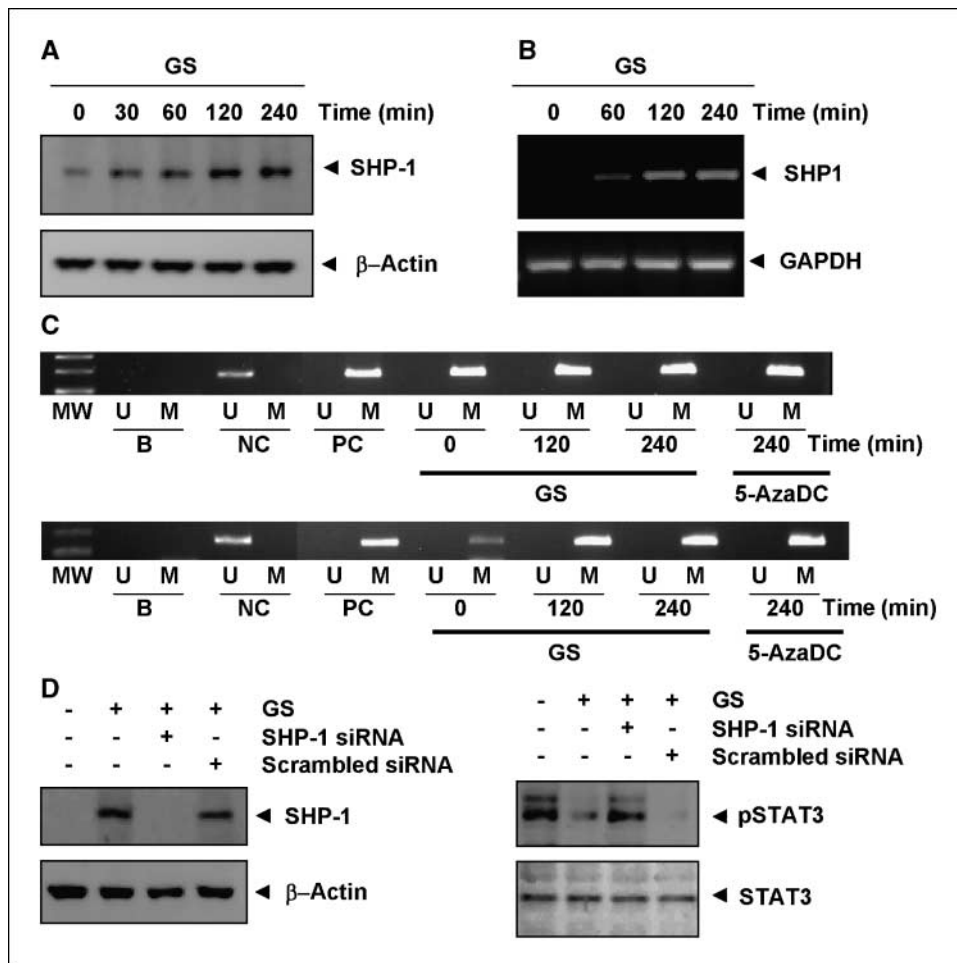 A
GS
0 30 60 120 240 Time (min)
SHP-1
β–Actin
B
GS
0 60 120 240 Time (min)
SHP1
GAPDH
C
MW U M U M U M U M U M U M U M
B NC PC 0 120 240 240 Time (min)
GS 5-AzaDC
MW U M U M U M U M U M U M U M
B NC PC 0 120 240 240 Time (min)
GS 5-AzaDC
D
- + + + GS
- - + - SHP-1 siRNA
- - - + Scrambled siRNA
SHP-1
β–Actin
- + + + GS
- - + - SHP-1 siRNA
- - - + Scrambled siRNA
pSTAT3
STAT3